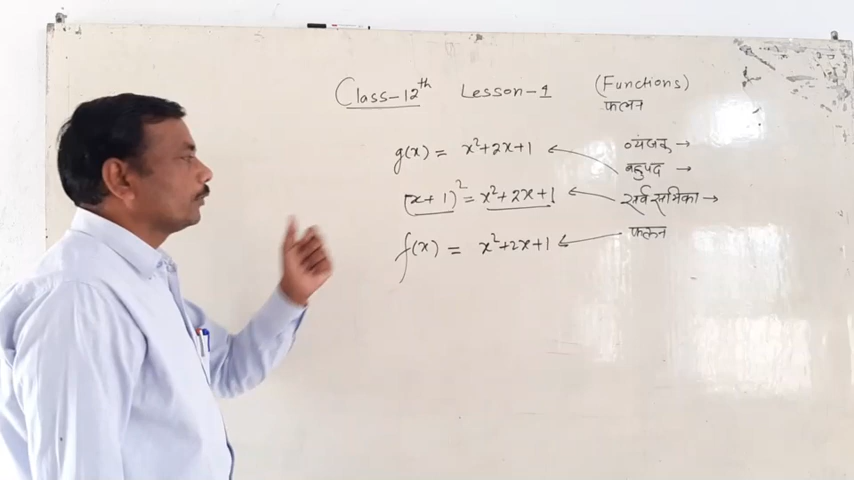 Class-12th Lesson-1 (Functions)
फलन
g(x) = x²+2x+1
व्यंजक →
बहुपद →
(x+1)² = x²+2x+1
सर्वसमिका →
फलन
f(x) = x²+2x+1